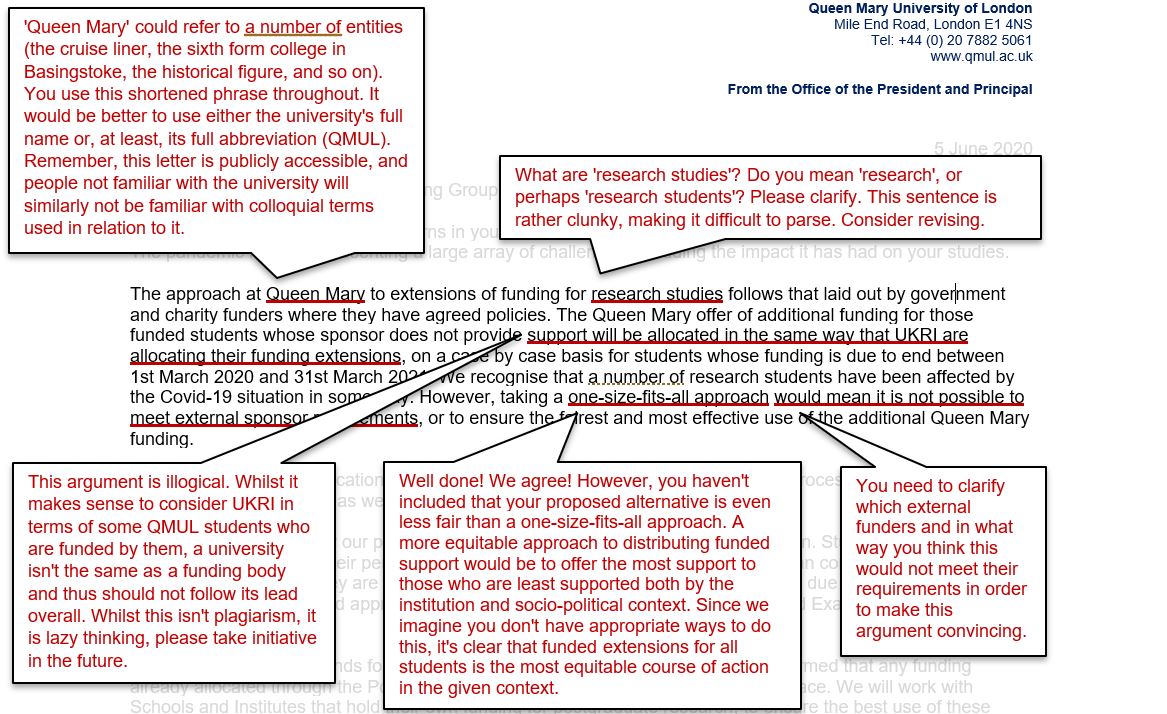 Queen Mary University of London
Mile End Road, London E1 4NS
Tel: +44 (0) 20 7882 5061
www.qmul.ac.uk
From the Office of the President and Principal
5 June 2020
'Queen Mary' could refer to a number of entities
(the cruise liner, the sixth form college in
Basingstoke, the historical figure, and so on).
You use this shortened phrase throughout. It
would be better to use either the university's full
name or, at least, its full abbreviation (QMUL).
Remember, this letter is publicly accessible, and
people not familiar with the university will
similarly not be familiar with colloquial terms
used in relation to it.
What are 'research studies'? Do you mean 'research', or
perhaps 'research students'? Please clarify. This sentence is
rather clunky, making it difficult to parse. Consider revising.
Group
in you
a large array of the impact it has had on your studies.
The approach at Queen Mary to extensions of funding for research studies follows that laid out by government
and charity funders where they have agreed policies. The Queen Mary offer of additional funding for those
funded students whose sponsor does not provide support will be allocated in the same way that UKRI are
allocating their funding extensions, on a case by case basis for students whose funding is due to end between
1st March 2020 and 31st March 2021. We recognise that a number of research students have been affected by
the Covid-19 situation in some way. However, taking a one-size-fits-all approach would mean it is not possible to
meet external sponsor or to ensure the fairest and most effective use of the additional Queen Mary
funding.
This argument is illogical. Whilst it
makes sense to consider UKRI in
terms of some QMUL students who
are funded by them, a university
isn't the same as a funding body
and thus should not follow its lead
overall. Whilst this isn't plagiarism, it
is lazy thinking, please take initiative
in the future.
Well done! We agree! However, you haven't
included that your proposed alternative is even
less fair than a one-size-fits-all approach. A
more equitable approach to distributing funded
support would be to offer the most support to
those who are least supported both by the
institution and socio-political context. Since we
imagine you don't have appropriate ways to do
this, it's clear that funded extensions for all
students is the most equitable course of action
in the given context.
You need to clarify
which external
funders and in what
way you think this
would not meet their
requirements in order
to make this
argument convincing.
that any funding
already allocated through the We will work with
Schools and Institutes that hold the best use of these